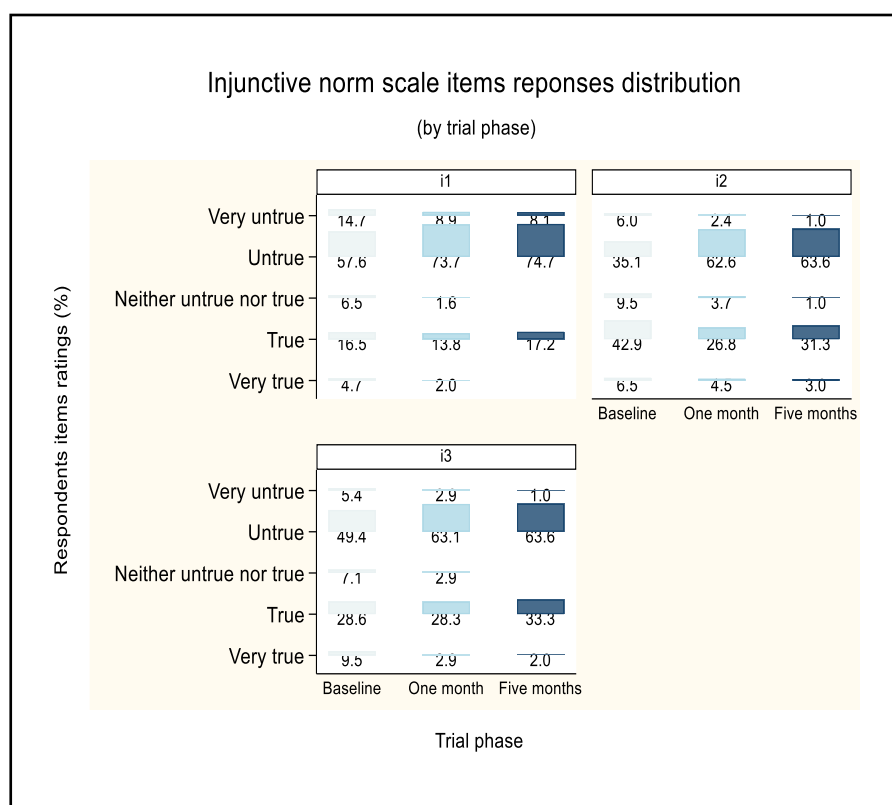 Injunctive norm scale items reponses distribution
(by trial phase)
i1
i2
Very untrue
14.7 8.9 8.1
6.0 2.4 1.0
Untrue
57.6 73.7 74.7
35.1 62.6 63.6
Neither untrue nor true
6.5 1.6
9.5 3.7 1.0
True
16.5 13.8 17.2
42.9 26.8 31.3
Very true
4.7 2.0
6.5 4.5 3.0
Baseline One month Five months
i3
Very untrue
5.4 2.9 1.0
Untrue
49.4 63.1 63.6
Neither untrue nor true
7.1 2.9
True
28.6 28.3 33.3
Very true
9.5 2.9 2.0
Baseline One month Five months
Respondents items ratings (%)
Trial phase